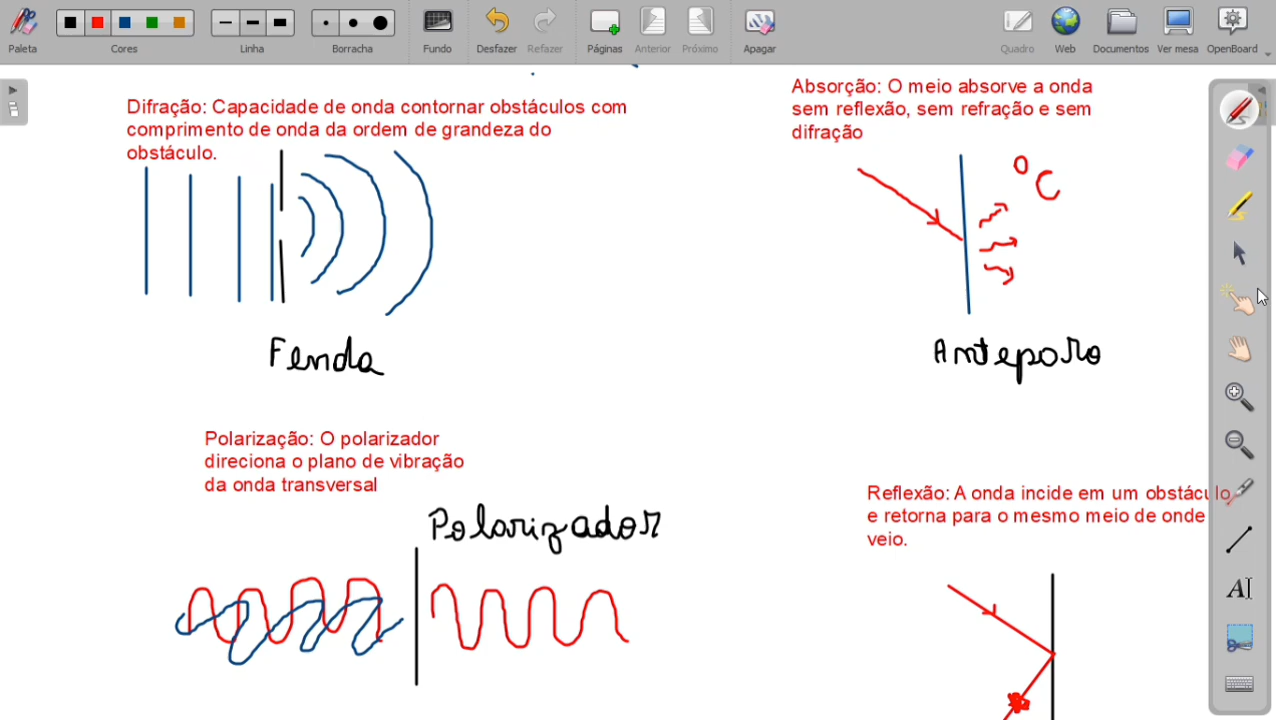 Paleta
Cores
Linha
Borracha
Fundo
Desfazer
Refazer
Páginas
Anterior
Próximo
Apagar
Quadro
Web
Documentos
Ver mesa
OpenBoard
Difração: Capacidade de onda contornar obstáculos com
comprimento de onda da ordem de grandeza do
obstáculo.
Fenda
Absorção: O meio absorve a onda
sem reflexão, sem refração e sem
difração
°C
Anteparo
Polarização: O polarizador
direciona o plano de vibração
da onda transversal
Polarizador
Reflexão: A onda incide em um obstáculo
e retorna para o mesmo meio de onde
veio.
AI